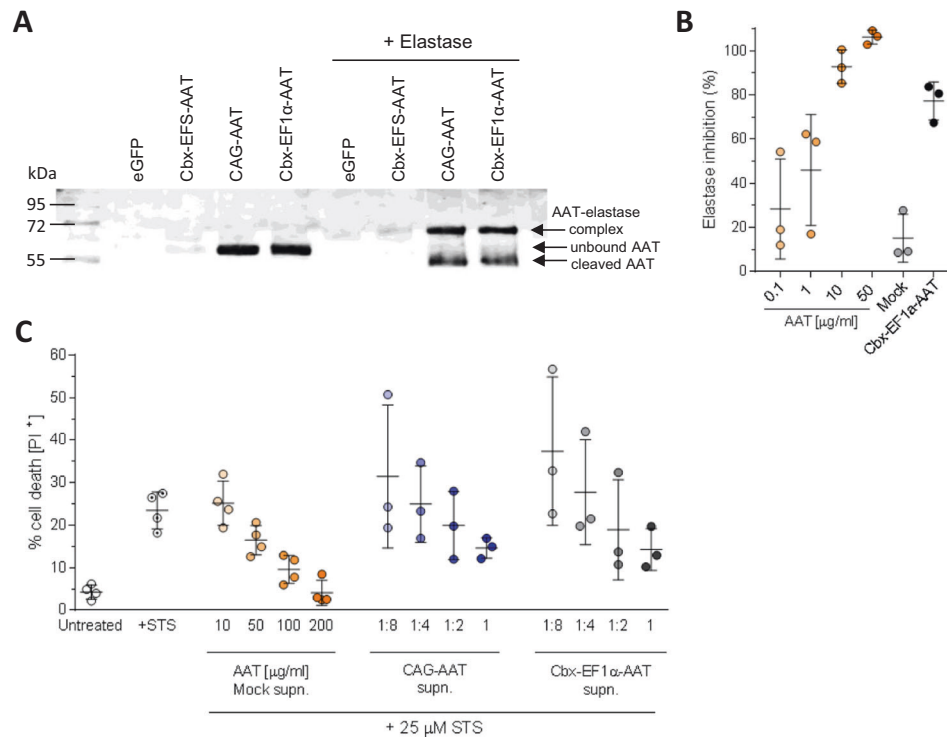 A
+ Elastase
eGFP
Cbx-EFS-AAT
CAG-AAT
Cbx-EF1α-AAT
eGFP
Cbx-EFS-AAT
CAG-AAT
Cbx-EF1α-AAT
kDa
95
72
55
AAT-elastase
complex
unbound AAT
cleaved AAT
B
Elastase inhibition (%)
100
80
60
40
20
0
0.1
1
10
50
Mock
Cbx-EF1a-AAT
AAT [µg/ml]
C
% cell death [PI⁺]
60
50
40
30
20
10
0
Untreated +STS 10 50 100 200 1:8 1:4 1:2 1 1:8 1:4 1:2 1
AAT [µg/ml] CAG-AAT Cbx-EF1α-AAT
Mock supn. supn. supn.
+ 25 µM STS